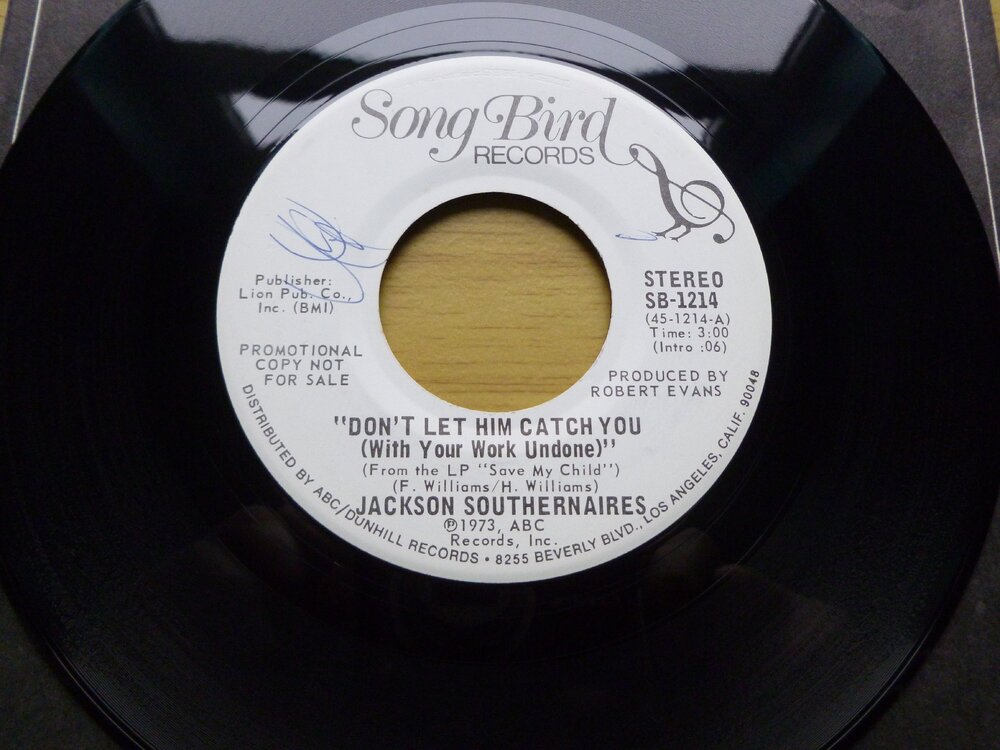 Song Bird
RECORDS
Publisher:
Lion Pub. Co.,
Inc. (BMI)
PROMOTIONAL
COPY NOT
FOR SALE
STEREO
SB-1214
(45-1214-A)
Time: 3:00
(Intro :06)
PRODUCED BY
ROBERT EVANS
"DON'T LET HIM CATCH YOU
(With Your Work Undone)"
(From the LP "Save My Child")
(F. Williams/H. Williams)
JACKSON SOUTHERNAIRES
℗1973, ABC
Records, Inc.
DISTRIBUTED BY ABC/DUNHILL RECORDS • 8255 BEVERLY BLVD., LOS ANGELES, CALIF. 90048